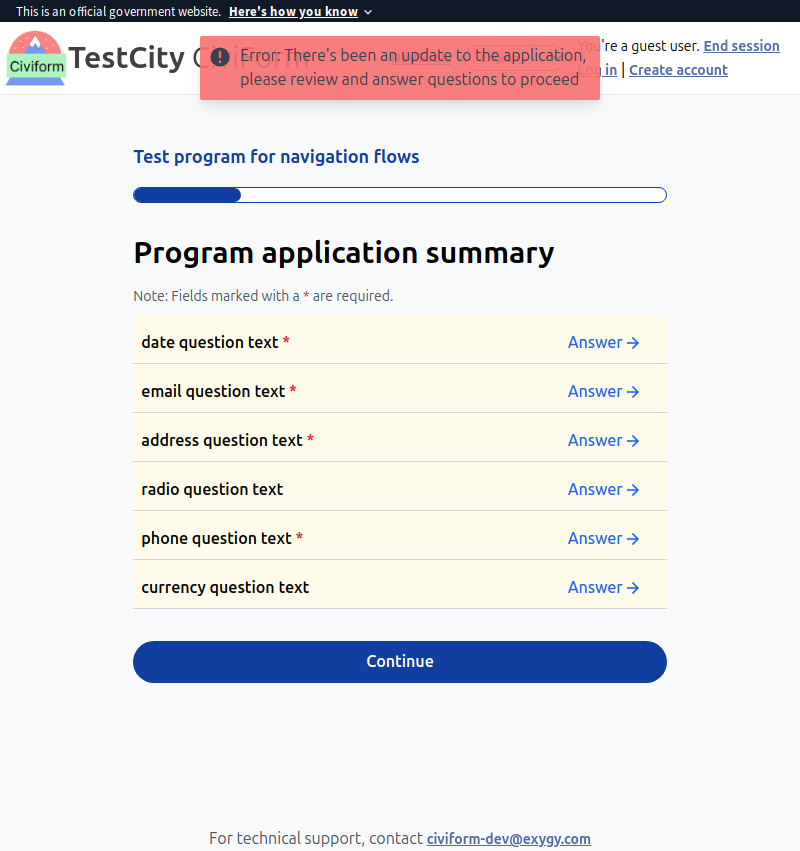 This is an official government website. Here's how you know
Civiform
TestCity CiviForm
Error: There's been an update to the application,
please review and answer questions to proceed
You're a guest user. End session
Log in | Create account
Test program for navigation flows
Program application summary
Note: Fields marked with a * are required.
date question text * Answer
email question text * Answer
address question text * Answer
radio question text Answer
phone question text * Answer
currency question text Answer
Continue
For technical support, contact civiform-dev@exygy.com